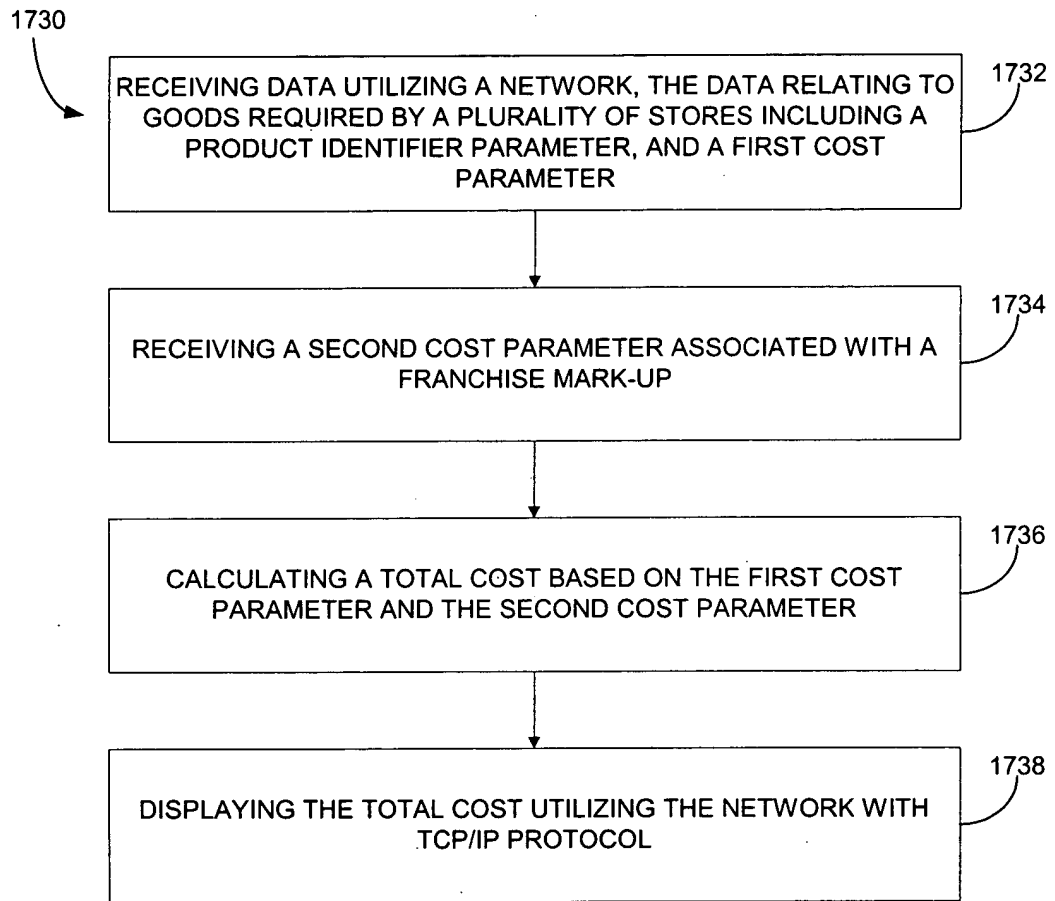 1730
RECEIVING DATA UTILIZING A NETWORK, THE DATA RELATING TO
GOODS REQUIRED BY A PLURALITY OF STORES INCLUDING A
PRODUCT IDENTIFIER PARAMETER, AND A FIRST COST
PARAMETER
1732
RECEIVING A SECOND COST PARAMETER ASSOCIATED WITH A
FRANCHISE MARK-UP
1734
CALCULATING A TOTAL COST BASED ON THE FIRST COST
PARAMETER AND THE SECOND COST PARAMETER
1736
DISPLAYING THE TOTAL COST UTILIZING THE NETWORK WITH
TCP/IP PROTOCOL
1738